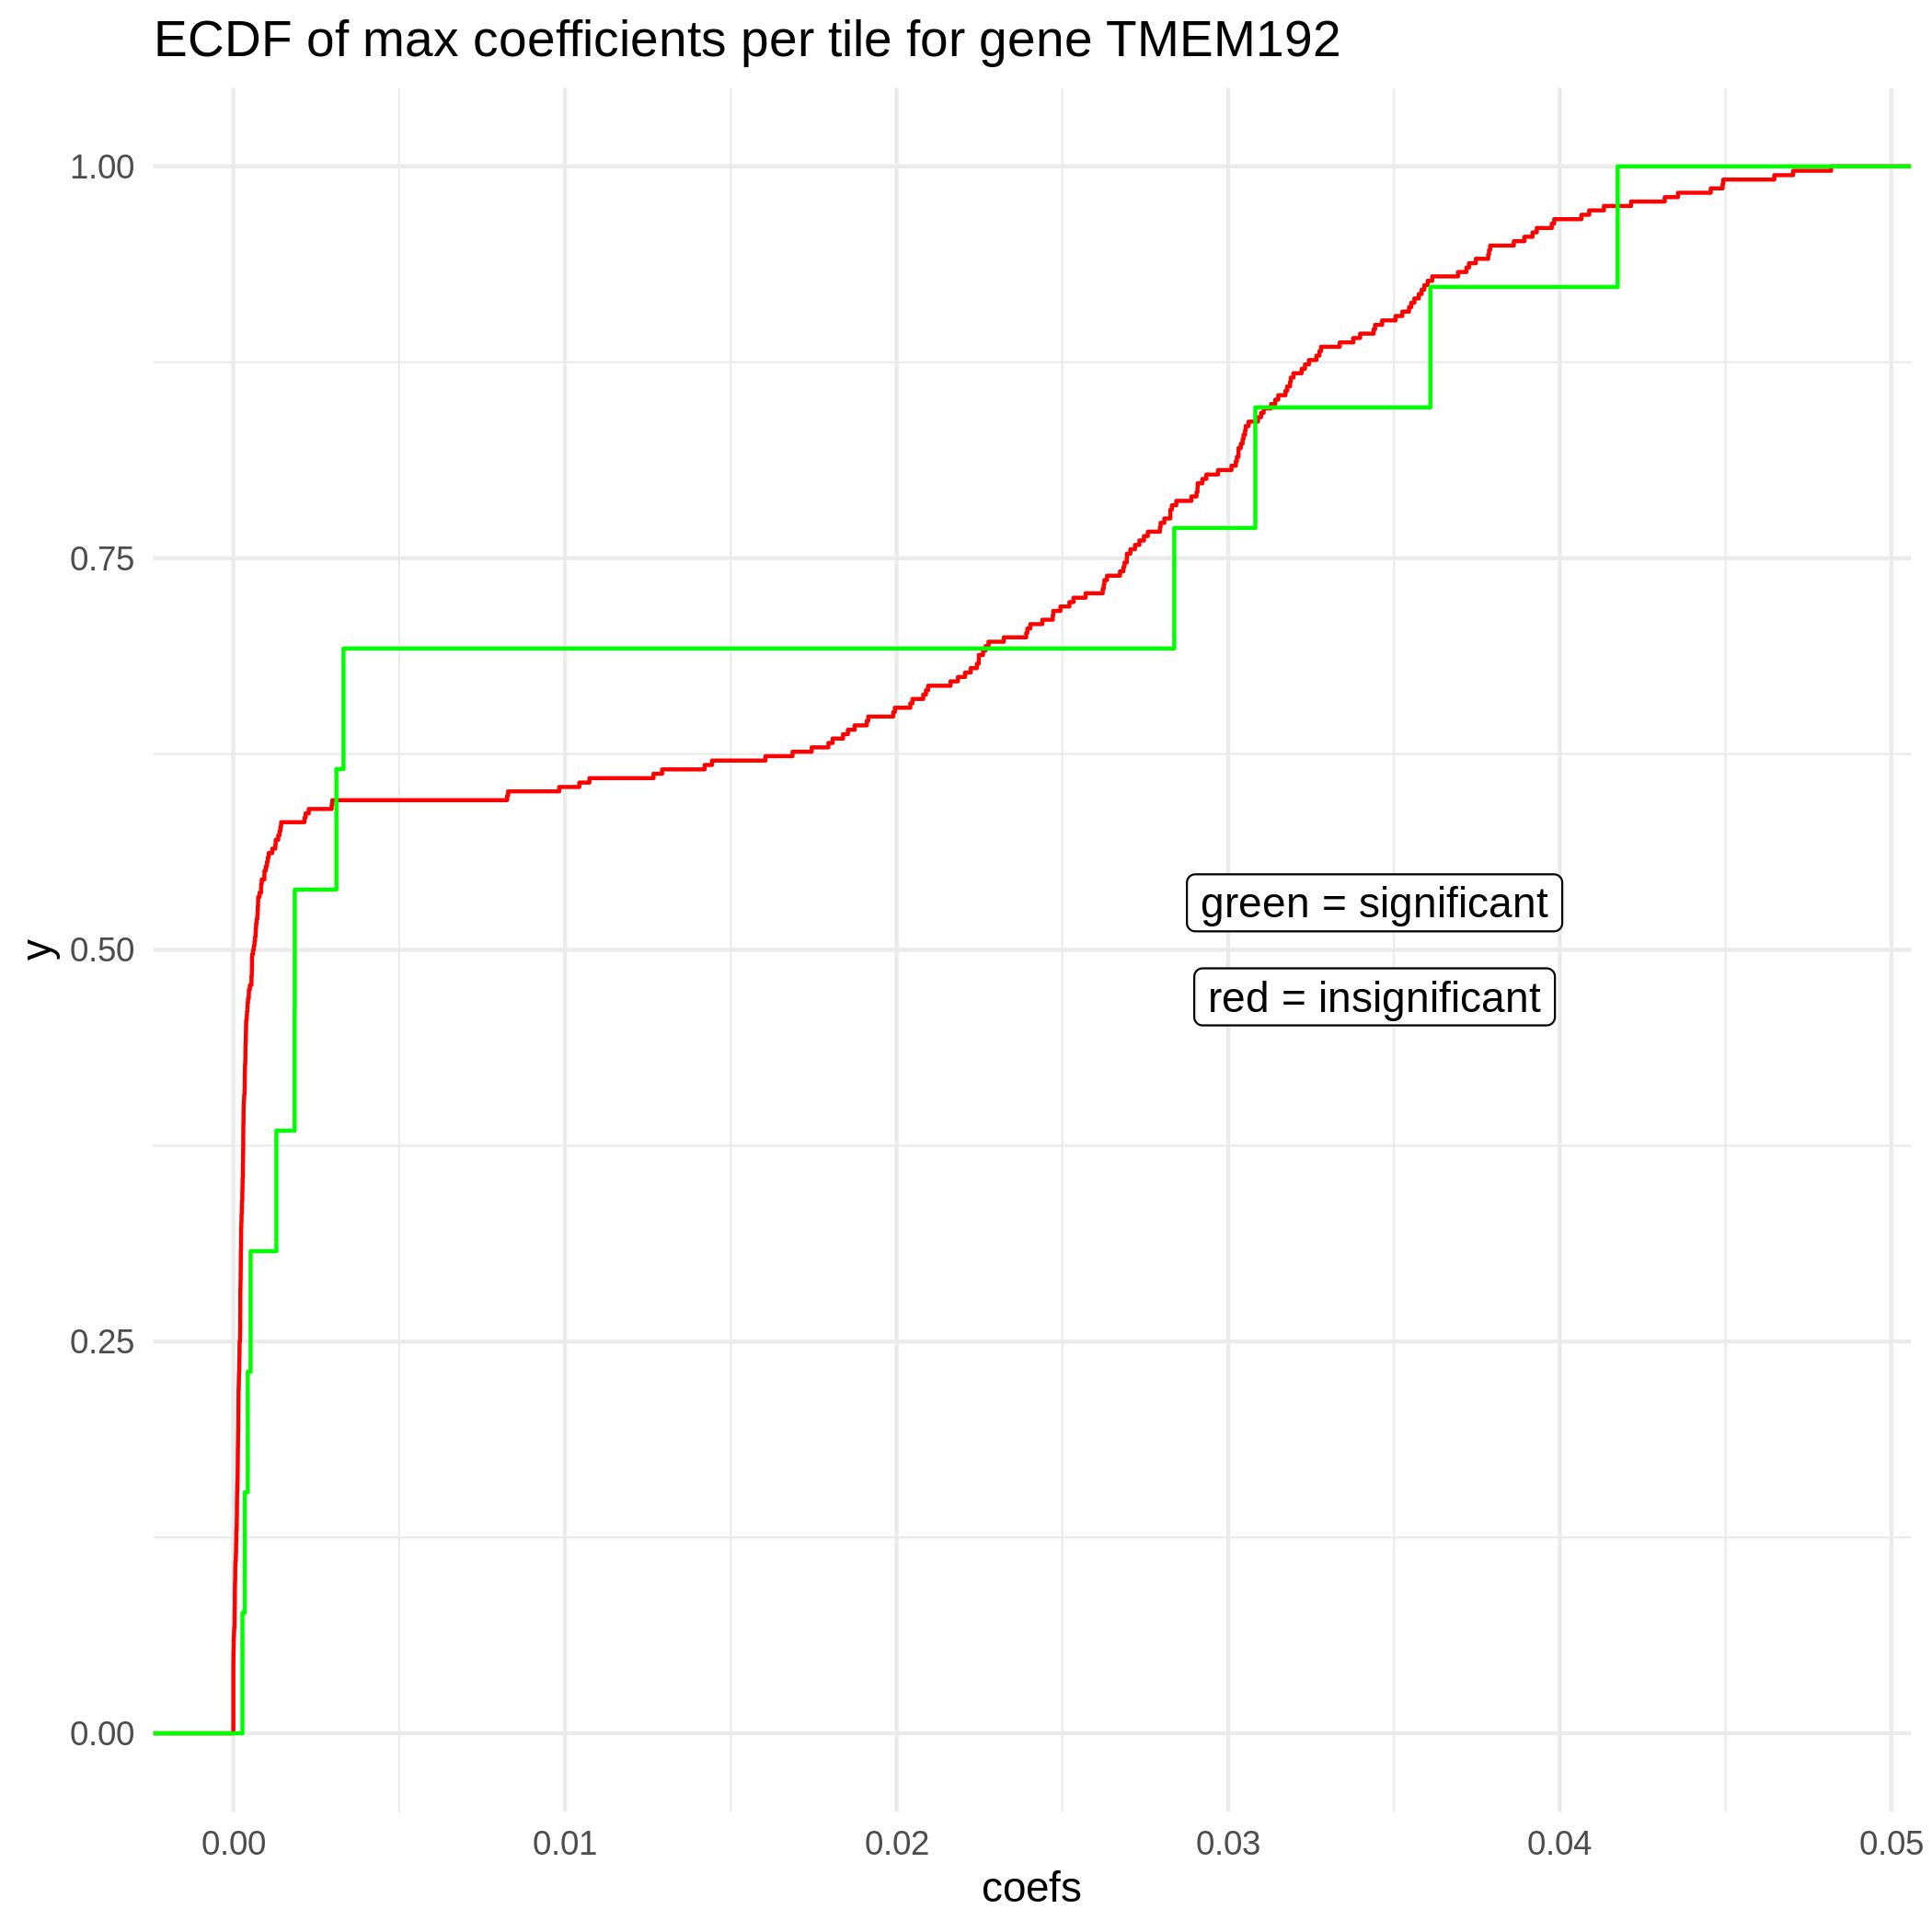 ECDF of max coefficients per tile for gene TMEM192
1.00
0.75
0.50
0.25
0.00
y
green = significant
red = insignificant
0.00 0.01 0.02 0.03 0.04 0.05
coefs